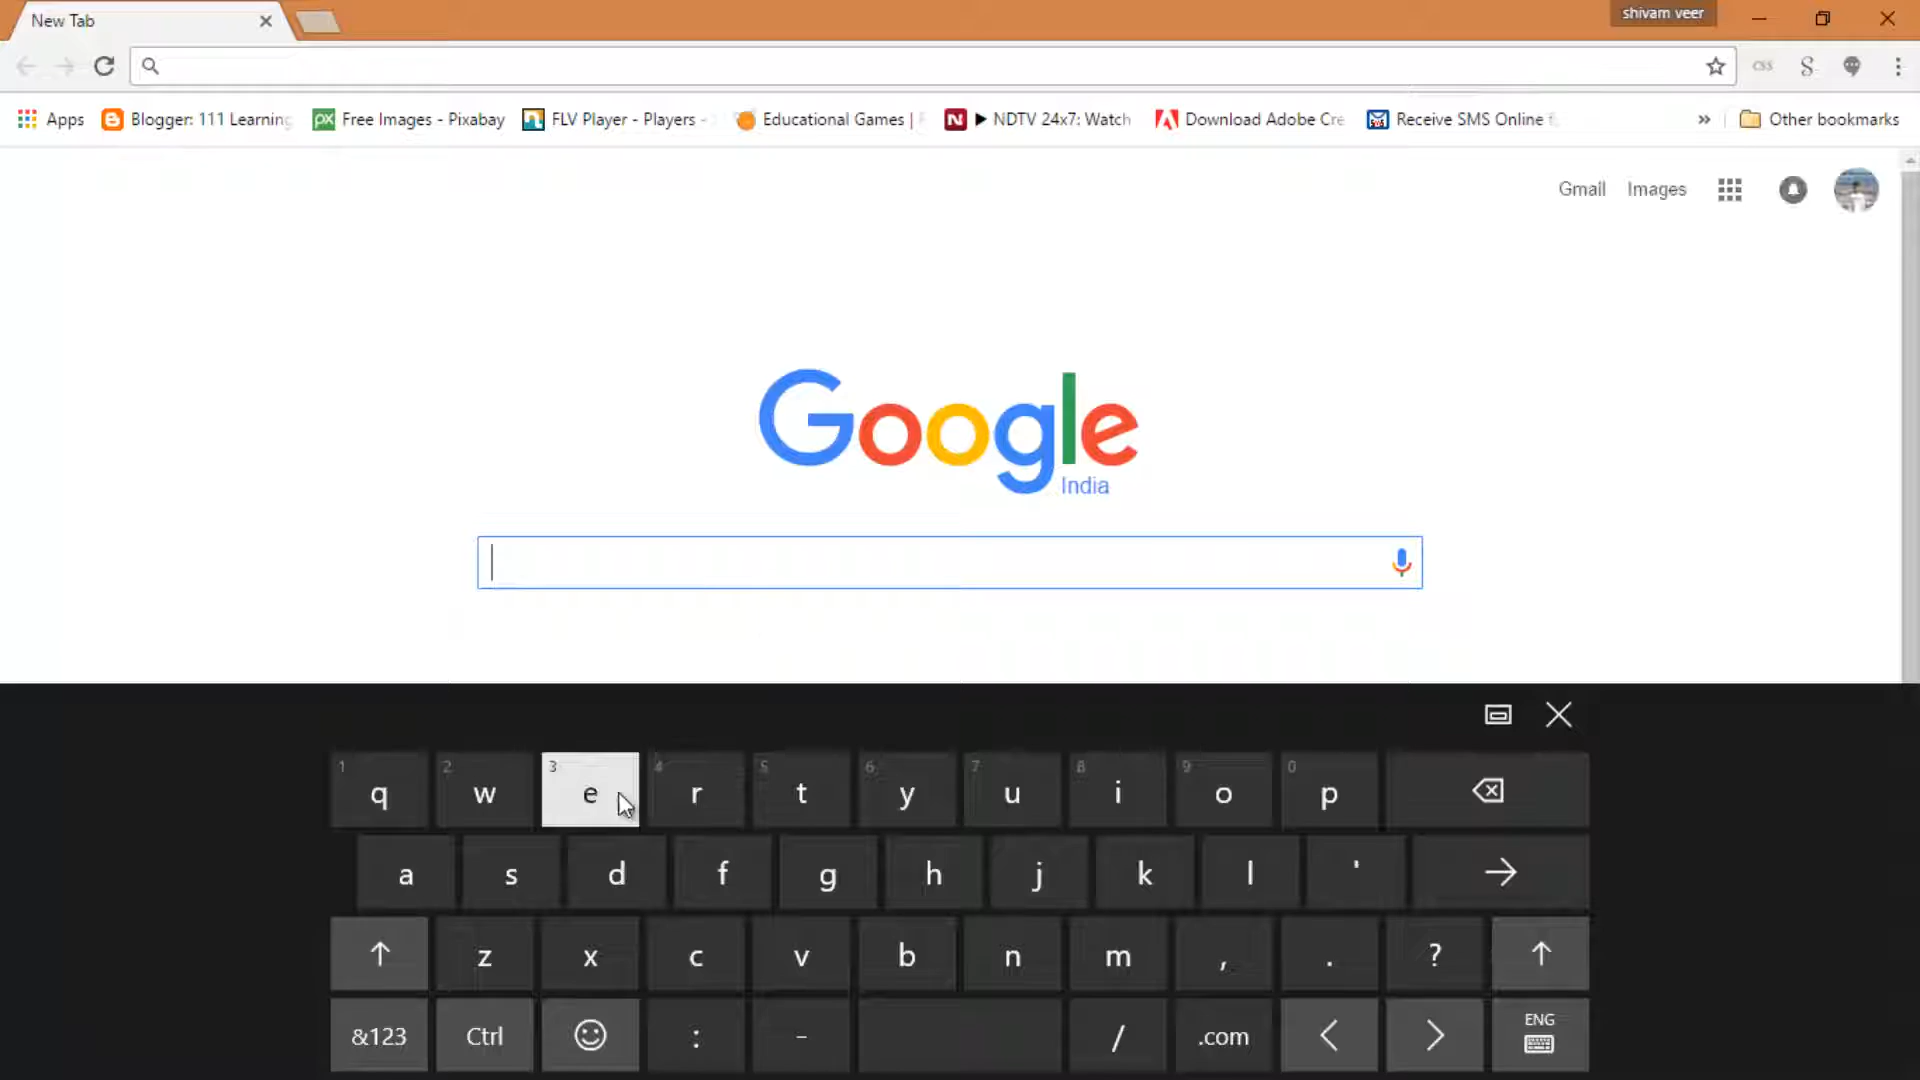 New Tab
shivam veer
CSS
S
Apps
Blogger: 111 Learning
Free Images - Pixabay
FLV Player - Players -
Educational Games |
NDTV 24x7: Watch
Download Adobe Cre
Receive SMS Online f
»
Other bookmarks
Gmail
Images
Google
India
1 q
2 w
3 e
4 r
5 t
6 y
7 u
8 i
9 o
0 p
a s d f g h j k l '
z x c v b n m , . ?
&123 Ctrl : - / .com < > ENG